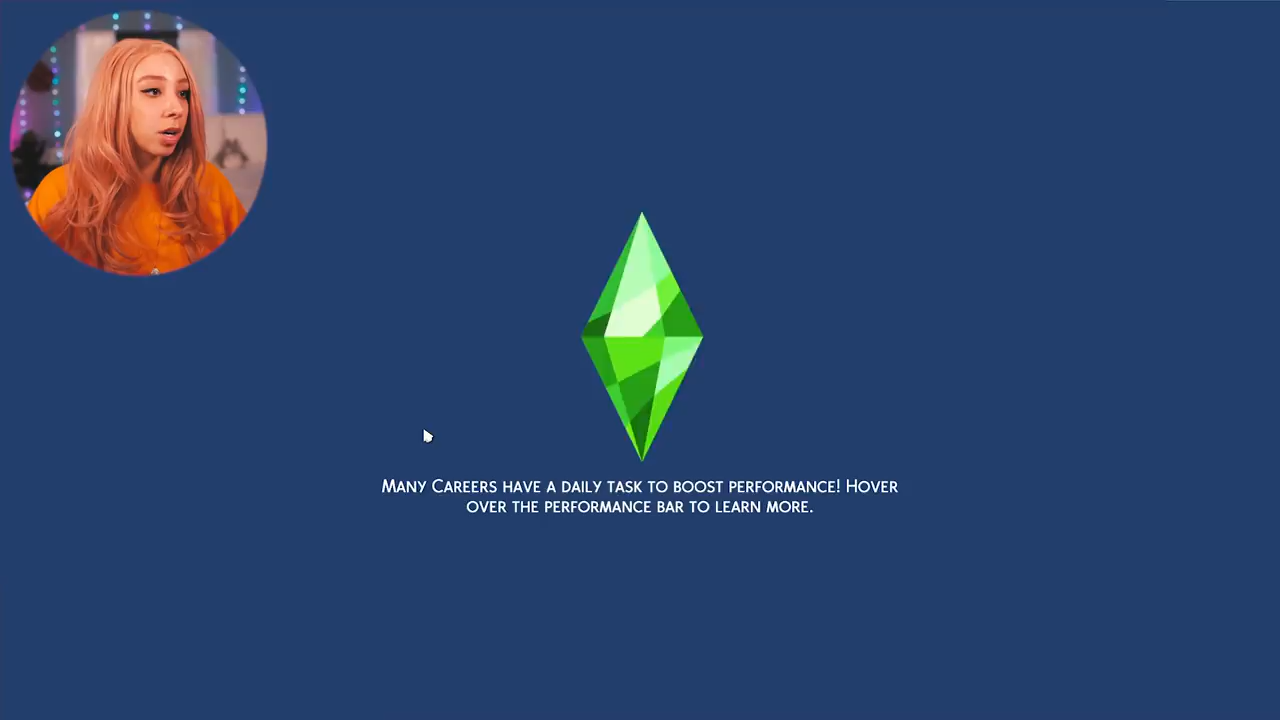 Many Careers have a daily task to boost performance! Hover
over the performance bar to learn more.